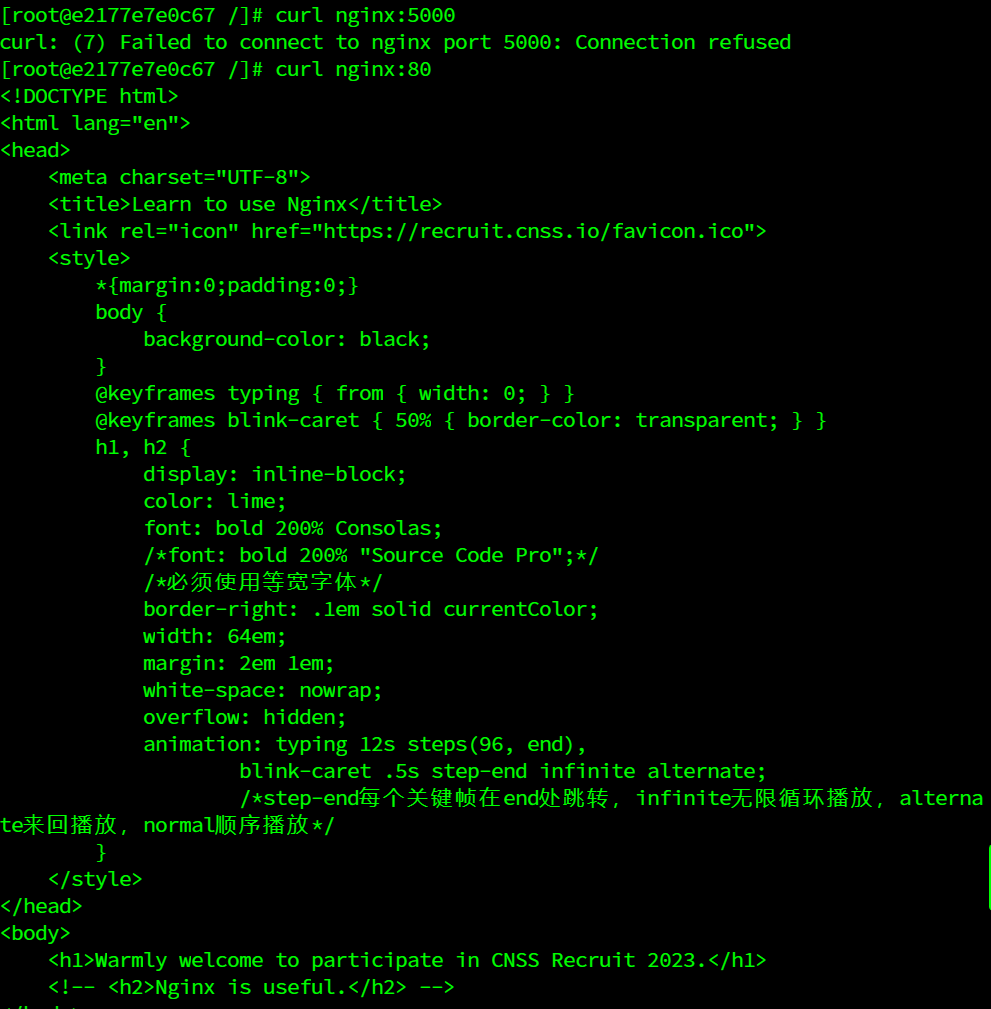 [root@e2177e7e0c67 /]# curl nginx:5000
curl: (7) Failed to connect to nginx port 5000: Connection refused
[root@e2177e7e0c67 /]# curl nginx:80
<!DOCTYPE html>
<html lang="en">
<head>
    <meta charset="UTF-8">
    <title>Learn to use Nginx</title>
    <link rel="icon" href="https://recruit.cnss.io/favicon.ico">
    <style>
        *{margin:0;padding:0;}
        body {
            background-color: black;
        }
        @keyframes typing { from { width: 0; } }
        @keyframes blink-caret { 50% { border-color: transparent; } }
        h1, h2 {
            display: inline-block;
            color: lime;
            font: bold 200% Consolas;
            /*font: bold 200% "Source Code Pro";*/
            /*必须使用等宽字体*/
            border-right: .1em solid currentColor;
            width: 64em;
            margin: 2em 1em;
            white-space: nowrap;
            overflow: hidden;
            animation: typing 12s steps(96, end),
                    blink-caret .5s step-end infinite alternate;
                    /*step-end每个关键帧在end处跳转，infinite无限循环播放，alterna
te来回播放，normal顺序播放*/
        }
    </style>
</head>
<body>
    <h1>Warmly welcome to participate in CNSS Recruit 2023.</h1>
    <!-- <h2>Nginx is useful.</h2> -->